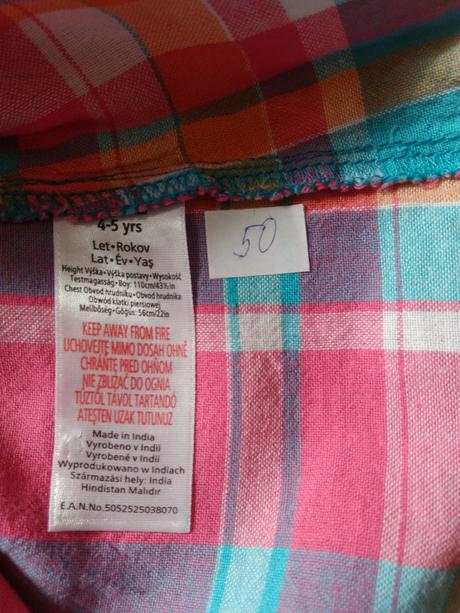 4-5 yrs
Let•Rokov
Lat•Év•Yaş
Height Výška•Výška postavy•Wysokość
Testmagasság•Boy: 110cm/43½in
Chest Obvod hrudníku•Obvod hrudníka
Obwód klatki piersiowej
Mellbőség•Göğüs: 56cm/22in
KEEP AWAY FROM FIRE
UCHOVEJTE MIMO DOSAH OHNĚ
CHRÁŇTE PRED OHŇOM
NIE ZBLIŻAĆ DO OGNIA
TŰZTŐL TÁVOL TARTANDÓ
ATEŞTEN UZAK TUTUNUZ
Made in India
Vyrobeno v Indii
Vyrobené v Indii
Wyprodukowano w Indiach
Származási hely: India
Hindistan Malıdır
E.A.N.No.5052525038070
50